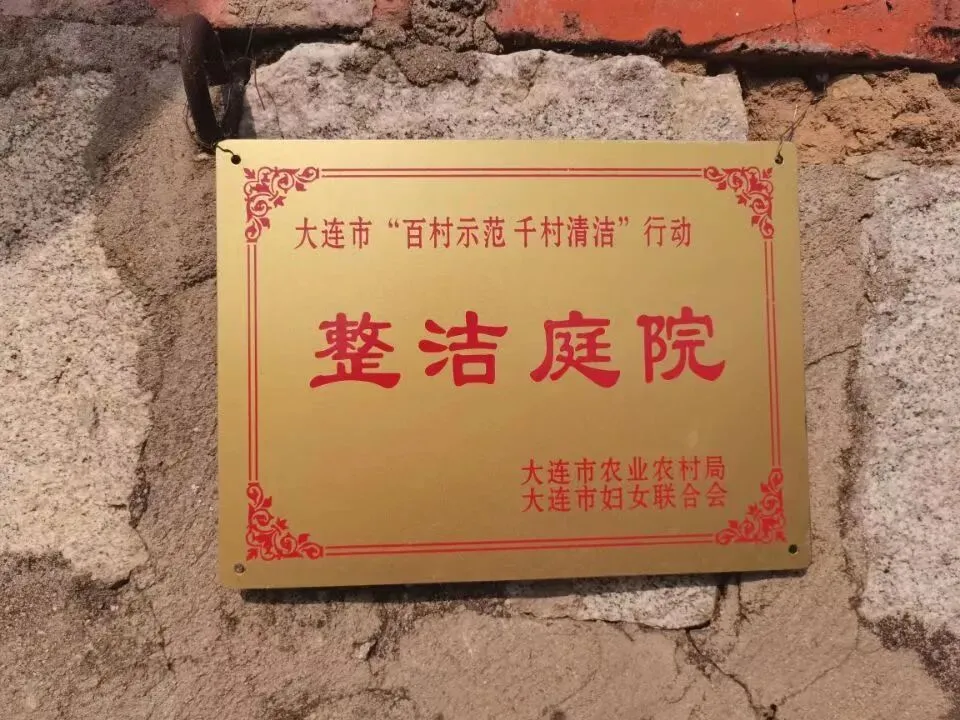 大连市“百村示范 千村清洁”行动
整洁庭院
大连市农业农村局
大连市妇女联合会